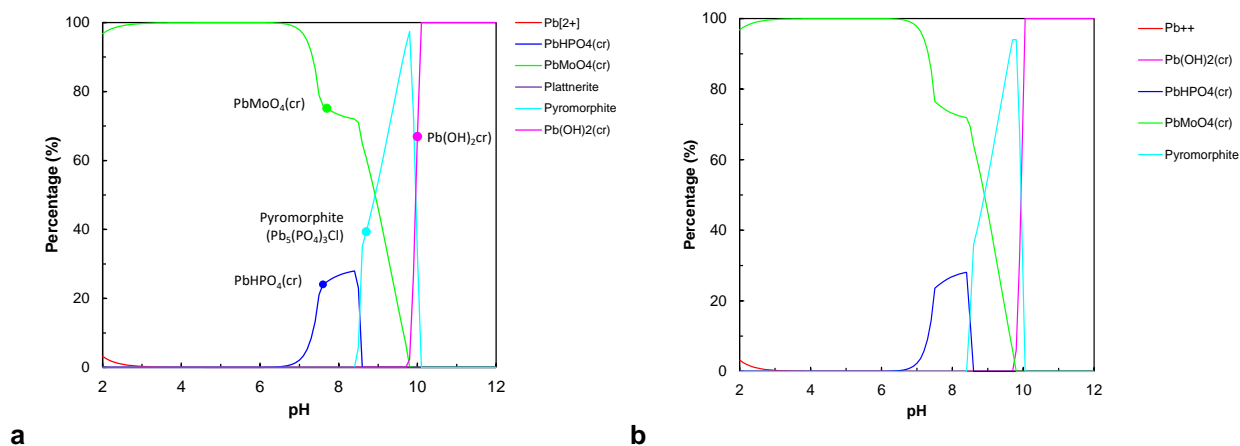 100
80
60
40
20
0
Percentage (%)
2 4 6 8 10 12
pH
PbMoO₄(cr)
Pb(OH)₂cr)
Pyromorphite
(Pb₅(PO₄)₃Cl)
PbHPO₄(cr)
Pb[2+]
PbHPO4(cr)
PbMoO4(cr)
Plattnerite
Pyromorphite
Pb(OH)2(cr)
a
100
80
60
40
20
0
Percentage (%)
2 4 6 8 10 12
pH
Pb++
Pb(OH)2(cr)
PbHPO4(cr)
PbMoO4(cr)
Pyromorphite
b